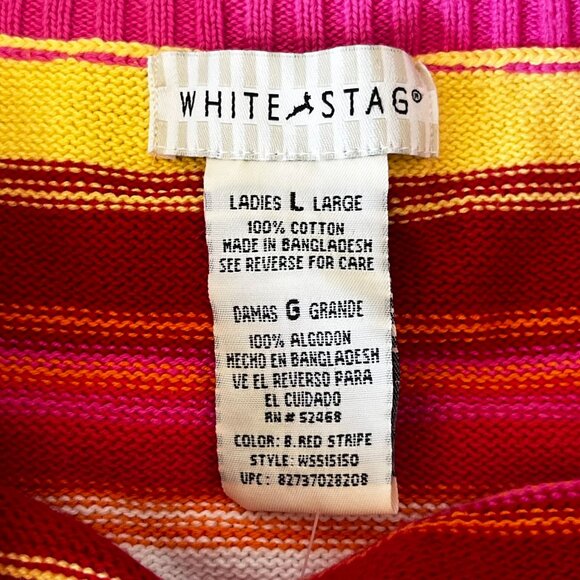 WHITE STAG®
LADIES L LARGE
100% COTTON
MADE IN BANGLADESH
SEE REVERSE FOR CARE
DAMAS G GRANDE
100% ALGODON
HECHO EN BANGLADESH
VE EL REVERSO PARA
EL CUIDADO
RN # 52468
COLOR: B.RED STRIPE
STYLE: WSS15150
UPC: 82737028208